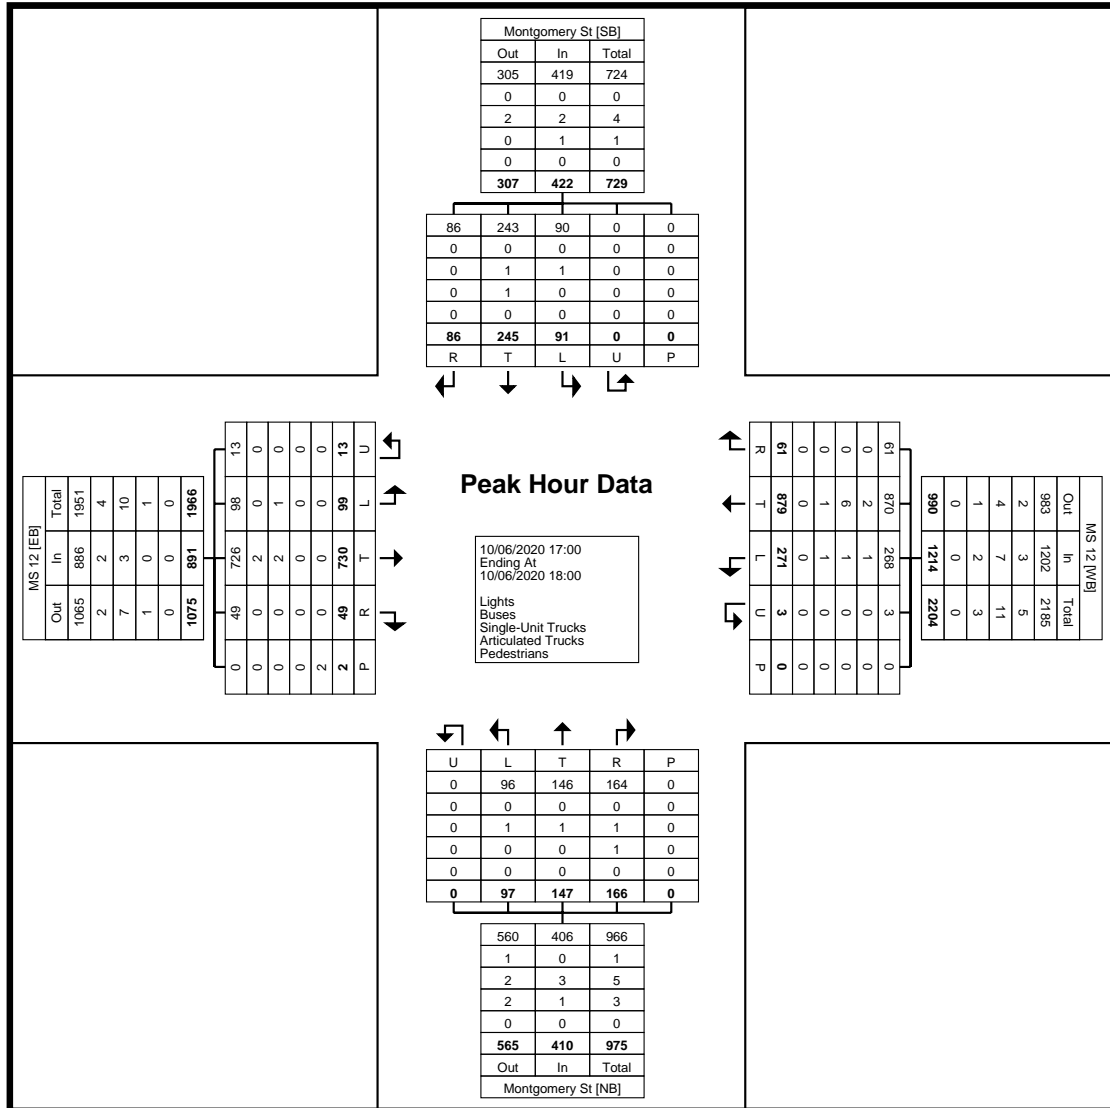 Montgomery St [SB]
Out In Total
305 419 724
0 0 0
2 2 4
0 1 1
0 0 0
307 422 729
86 243 90 0 0
0 0 0 0 0
0 1 1 0 0
0 1 0 0 0
0 0 0 0 0
86 245 91 0 0
R T L U P
MS 12 [EB]
Out In Total
1065 886 1951
2 2 4
7 3 10
1 0 1
0 0 0
1075 891 1966
0 49 726 98 13
0 0 2 0 0
0 0 2 1 0
0 0 0 0 0
2 0 0 0 0
2 49 730 99 13
P R T L U
Peak Hour Data
10/06/2020 17:00
Ending At
10/06/2020 18:00
Lights
Buses
Single-Unit Trucks
Articulated Trucks
Pedestrians
MS 12 [WB]
Out In Total
983 1202 2185
2 3 5
4 7 11
1 2 3
0 0 0
990 1214 2204
61 870 268 3 0
0 2 1 0 0
0 6 1 0 0
0 1 1 0 0
0 0 0 0 0
61 879 271 3 0
R T L U P
U L T R P
0 96 146 164 0
0 0 0 0 0
0 1 1 1 0
0 0 0 1 0
0 0 0 0 0
0 97 147 166 0
560 406 966
1 0 1
2 3 5
2 1 3
0 0 0
565 410 975
Out In Total
Montgomery St [NB]